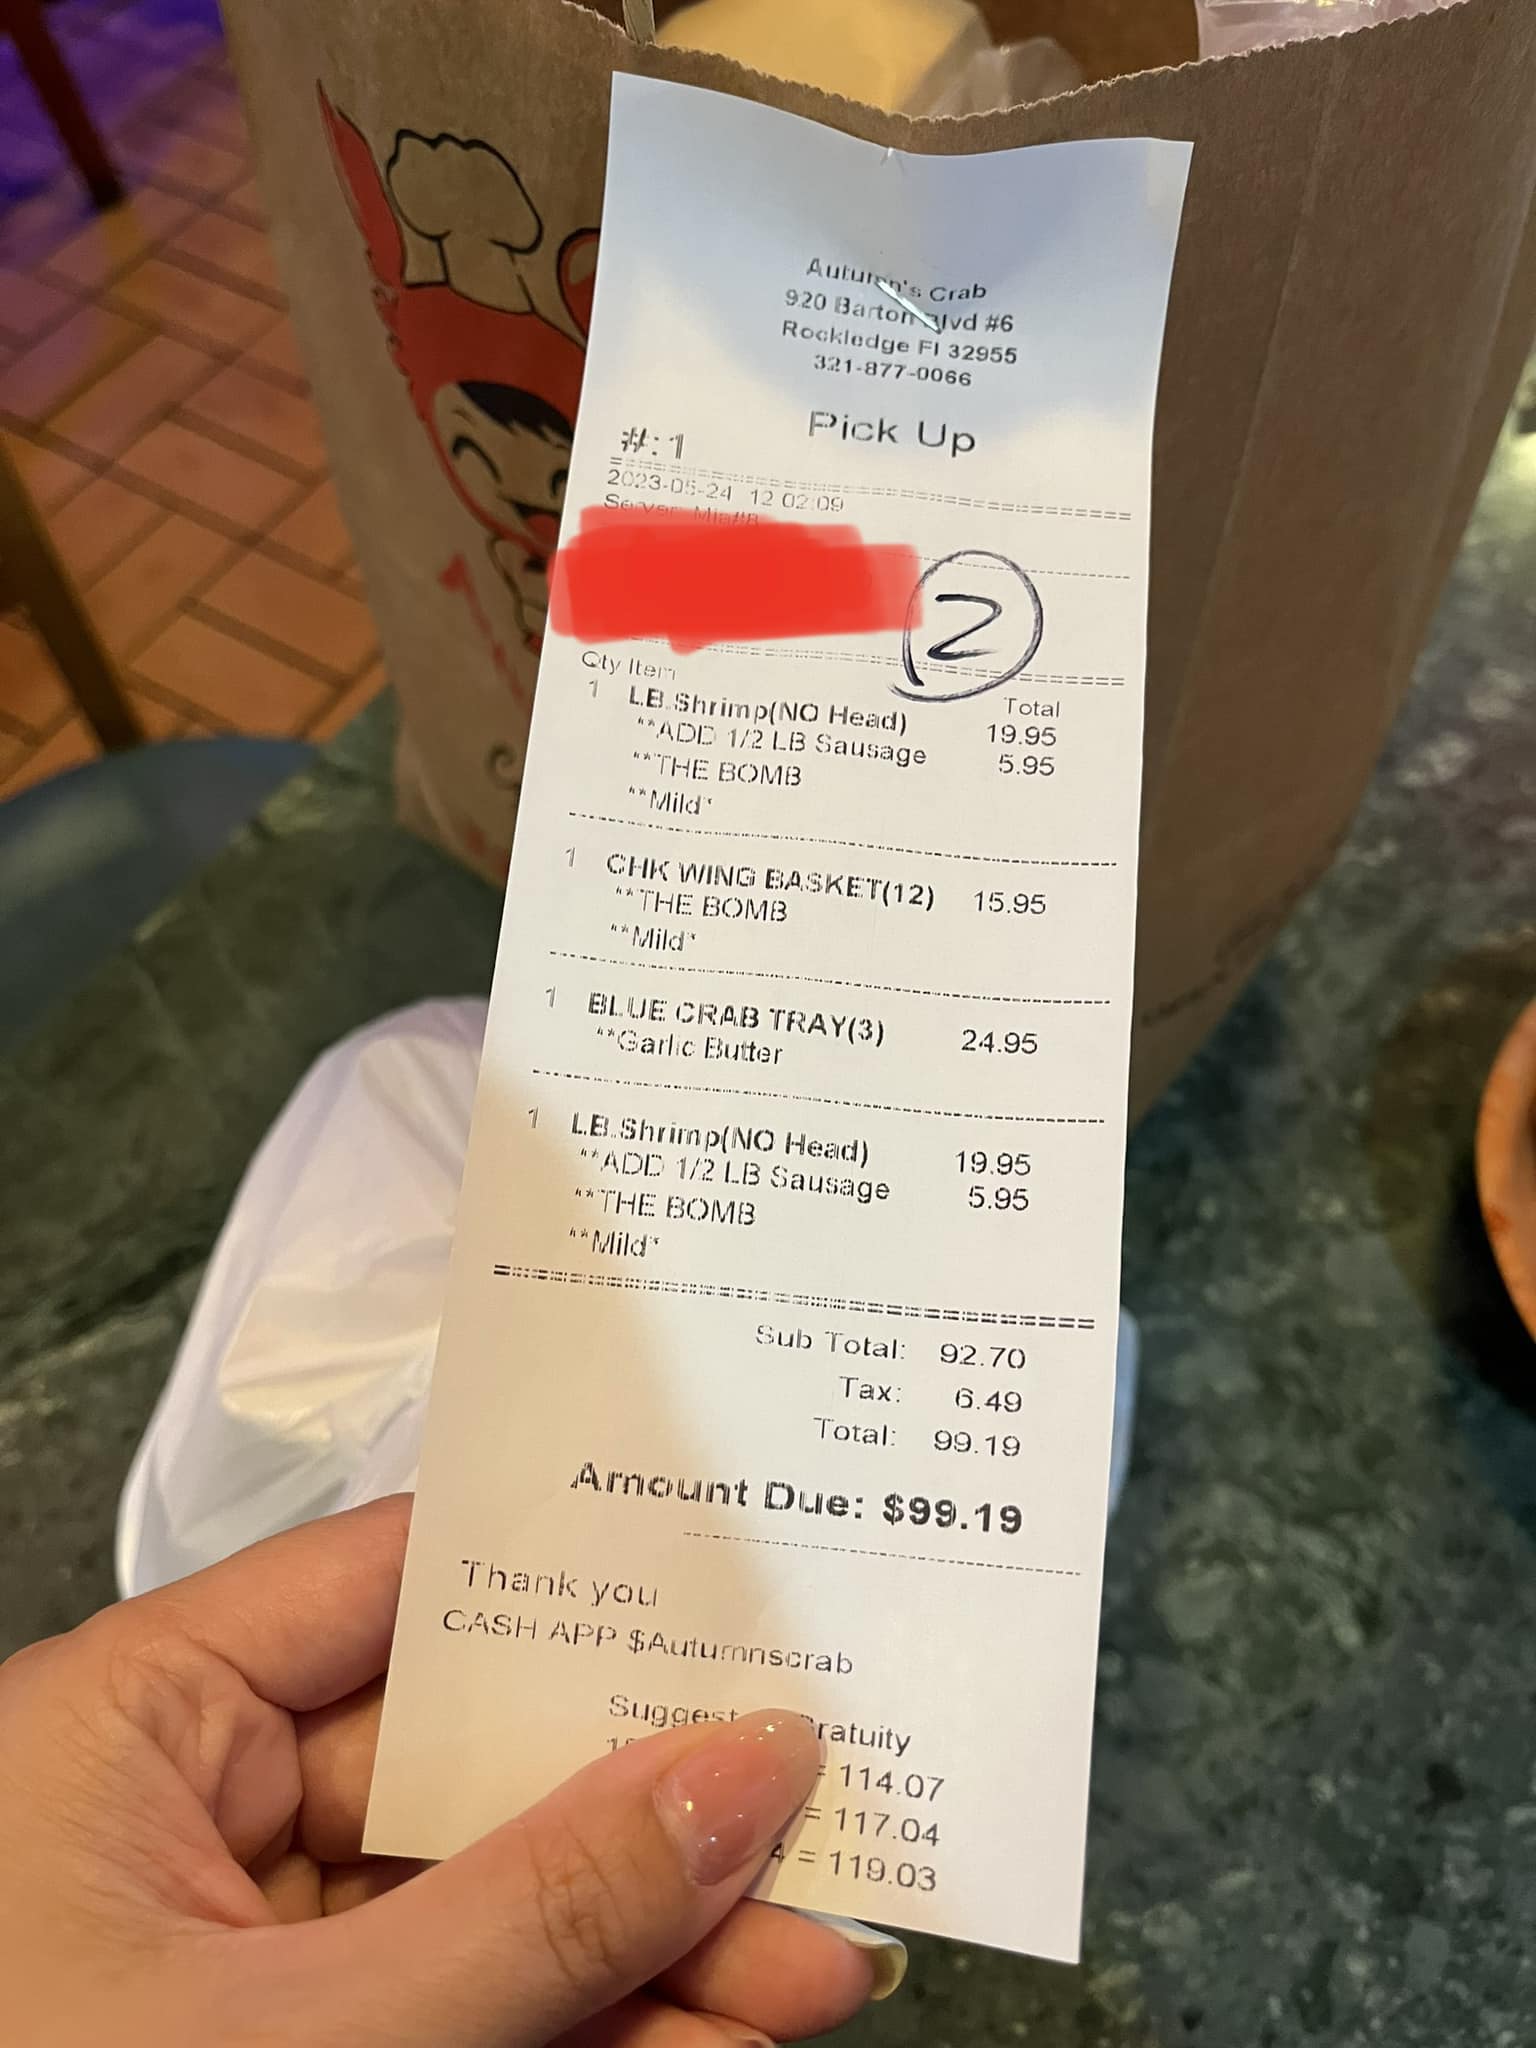 Autumn's Crab
920 Barton Blvd #6
Rockledge Fl 32955
321-877-0066
Pick Up
#:1
2023-05-24 12:02:09
Server: Mia#8
2
Qty Item Total
1 LB.Shrimp(NO Head) 19.95
**ADD 1/2 LB Sausage 5.95
**THE BOMB
**Mild*
1 CHK WING BASKET(12) 15.95
**THE BOMB
**Mild*
1 BLUE CRAB TRAY(3) 24.95
**Garlic Butter
1 LB.Shrimp(NO Head) 19.95
**ADD 1/2 LB Sausage 5.95
**THE BOMB
**Mild*
Sub Total: 92.70
Tax: 6.49
Total: 99.19
Amount Due: $99.19
Thank you
CASH APP $Autumnscrab
Suggest ratuity
= 114.07
= 117.04
4 = 119.03